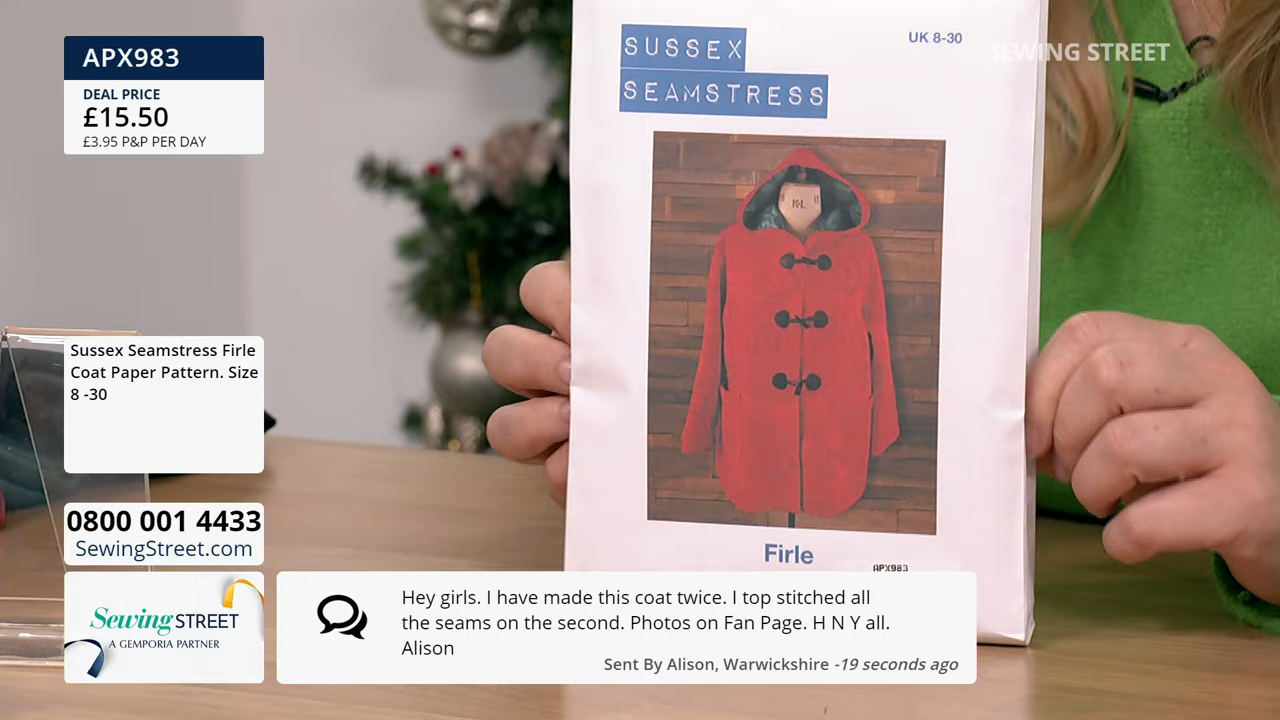 APX983
DEAL PRICE
£15.50
£3.95 P&P PER DAY
SUSSEX
SEAMSTRESS
UK 8-30
SEWING STREET
K&L
Sussex Seamstress Firle
Coat Paper Pattern. Size
8 -30
0800 001 4433
SewingStreet.com
Firle
APX983
Sewing STREET
A GEMPORIA PARTNER
Hey girls. I have made this coat twice. I top stitched all
the seams on the second. Photos on Fan Page. H N Y all.
Alison
Sent By Alison, Warwickshire -19 seconds ago